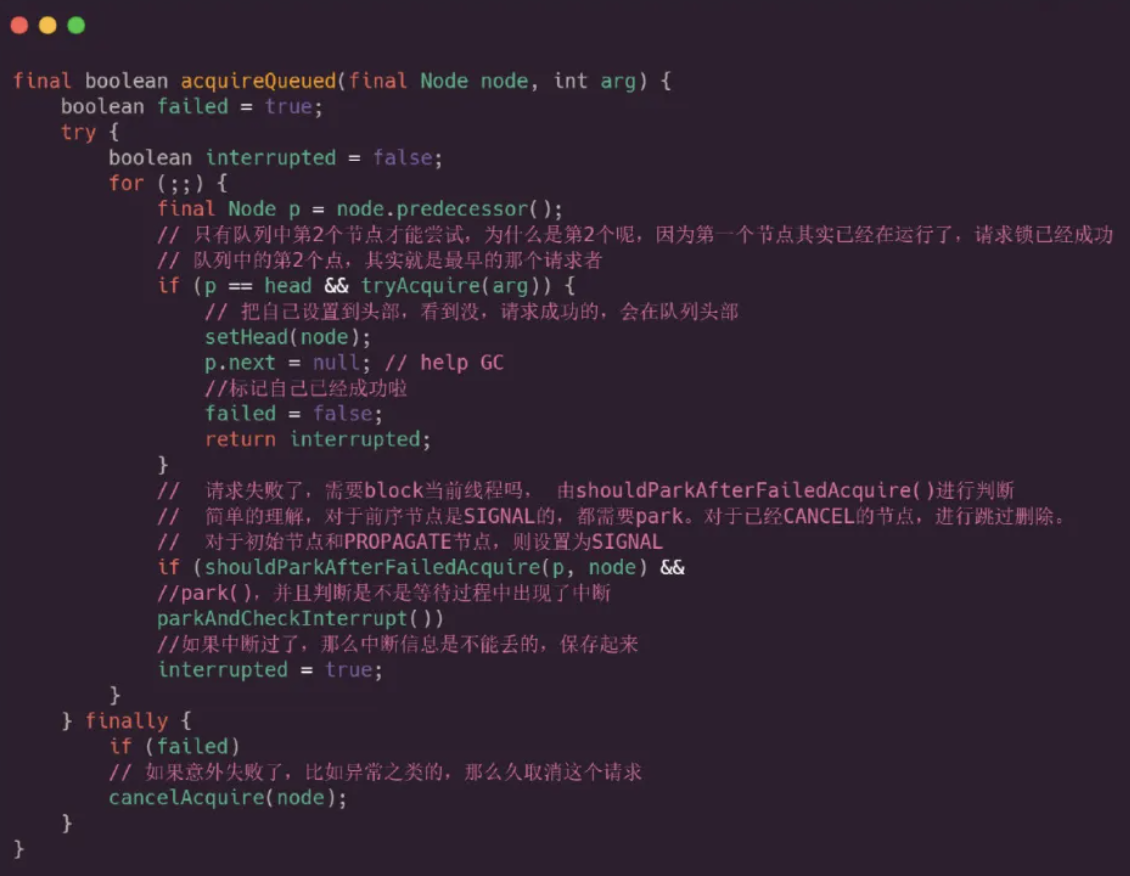 final boolean acquireQueued(final Node node, int arg) {
boolean failed = true;
try {
boolean interrupted = false;
for (;;) {
final Node p = node.predecessor();
// 只有队列中第2个节点才能尝试，为什么是第2个呢，因为第一个节点其实已经在运行了，请求锁已经成功
// 队列中的第2个点，其实就是最早的那个请求者
if (p == head && tryAcquire(arg)) {
// 把自己设置到头部，看到没，请求成功的，会在队列头部
setHead(node);
p.next = null; // help GC
//标记自己已经成功啦
failed = false;
return interrupted;
}
// 请求失败了，需要block当前线程吗， 由shouldParkAfterFailedAcquire()进行判断
// 简单的理解，对于前序节点是SIGNAL的，都需要park。对于已经CANCEL的节点，进行跳过删除。
// 对于初始节点和PROPAGATE节点，则设置为SIGNAL
if (shouldParkAfterFailedAcquire(p, node) &&
//park()，并且判断是不是等待过程中出现了中断
parkAndCheckInterrupt())
//如果中断过了，那么中断信息是不能丢的，保存起来
interrupted = true;
}
} finally {
if (failed)
// 如果意外失败了，比如异常之类的，那么久取消这个请求
cancelAcquire(node);
}
}